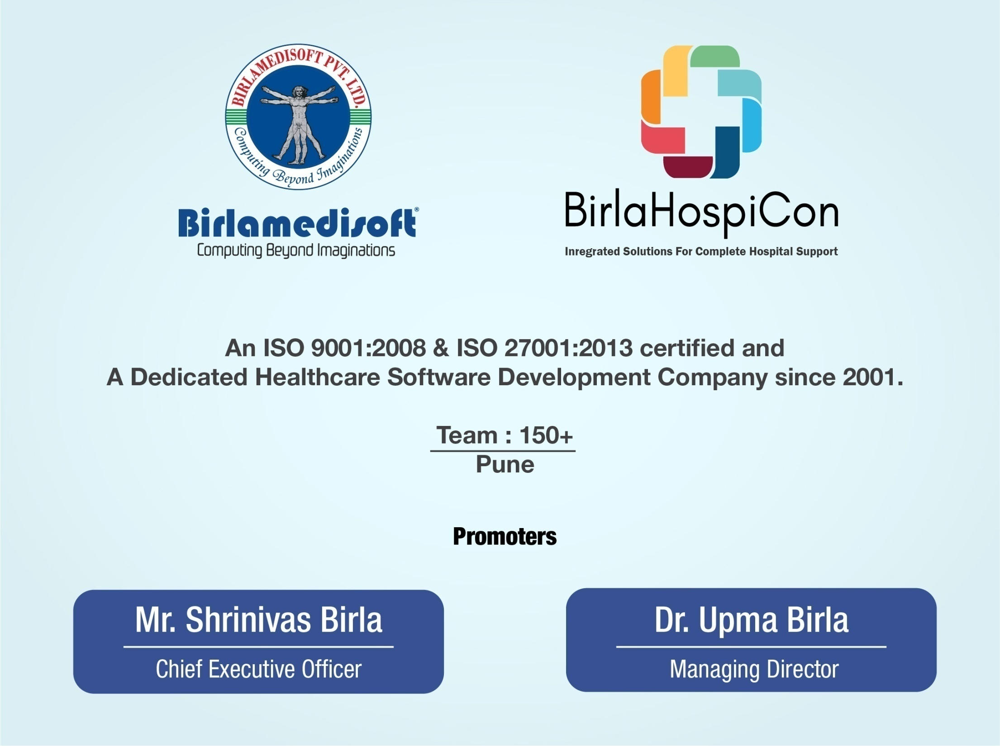 BIRLAMEDISOFT PVT. LTD.
Computing Beyond Imaginations
Birlamedisoft®
Computing Beyond Imaginations
BirlaHospiCon
Inregrated Solutions For Complete Hospital Support
An ISO 9001:2008 & ISO 27001:2013 certified and
A Dedicated Healthcare Software Development Company since 2001.
Team : 150+
Pune
Promoters
Mr. Shrinivas Birla
Chief Executive Officer
Dr. Upma Birla
Managing Director